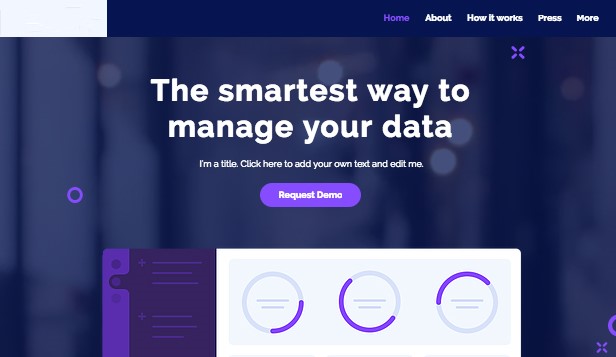 Home About How it works Press More
The smartest way to
manage your data
I'm a title. Click here to add your own text and edit me.
Request Demo